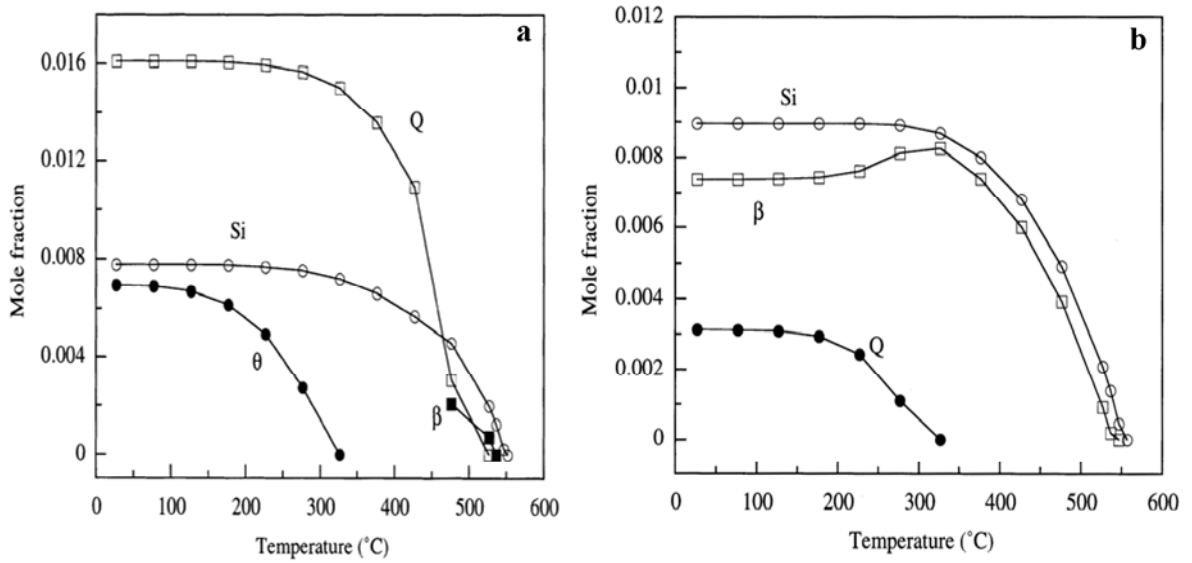 a
0.016
Q
0.012
Mole fraction
Si
0.008
0.004
θ
β
0
0 100 200 300 400 500 600
Temperature (˚C)
b
0.012
Si
0.01
0.008
β
Mole fraction
0.006
0.004
Q
0.002
0
0 100 200 300 400 500 600
Temperature (˚C)